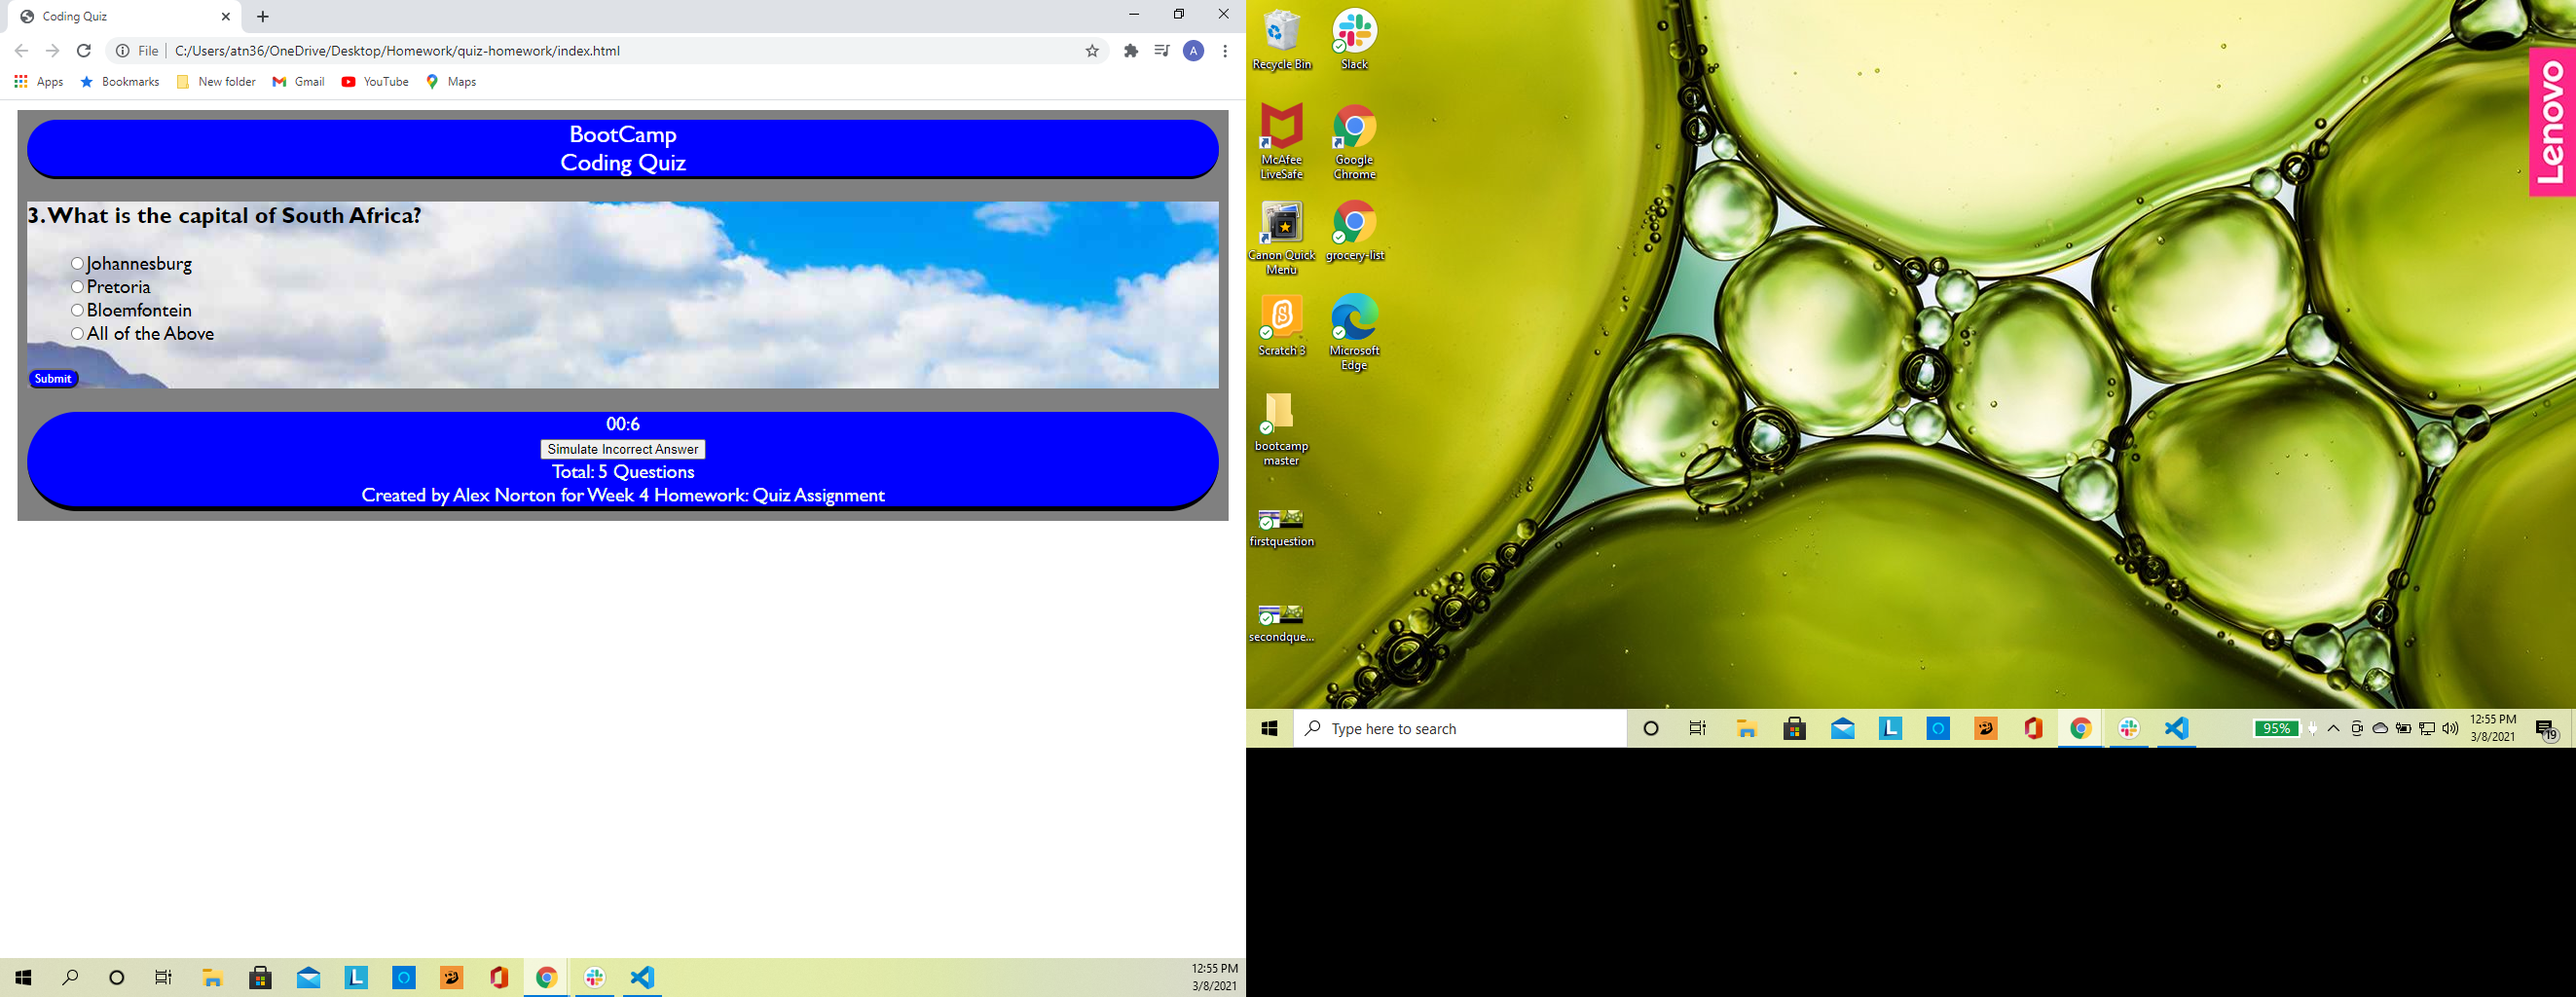 Coding Quiz
File
C:/Users/atn36/OneDrive/Desktop/Homework/quiz-homework/index.html
A
Apps
Bookmarks
New folder
Gmail
YouTube
Maps
BootCamp
Coding Quiz
3. What is the capital of South Africa?
Johannesburg
Pretoria
Bloemfontein
All of the Above
Submit
00:6
Simulate Incorrect Answer
Total: 5 Questions
Created by Alex Norton for Week 4 Homework: Quiz Assignment
L
12:55 PM
3/8/2021
Recycle Bin
Slack
McAfee
LiveSafe
Google
Chrome
Canon Quick
Menu
grocery-list
Scratch 3
Microsoft
Edge
bootcamp
master
firstquestion
secondque...
Lenovo
Type here to search
L
95%
12:55 PM
3/8/2021
19